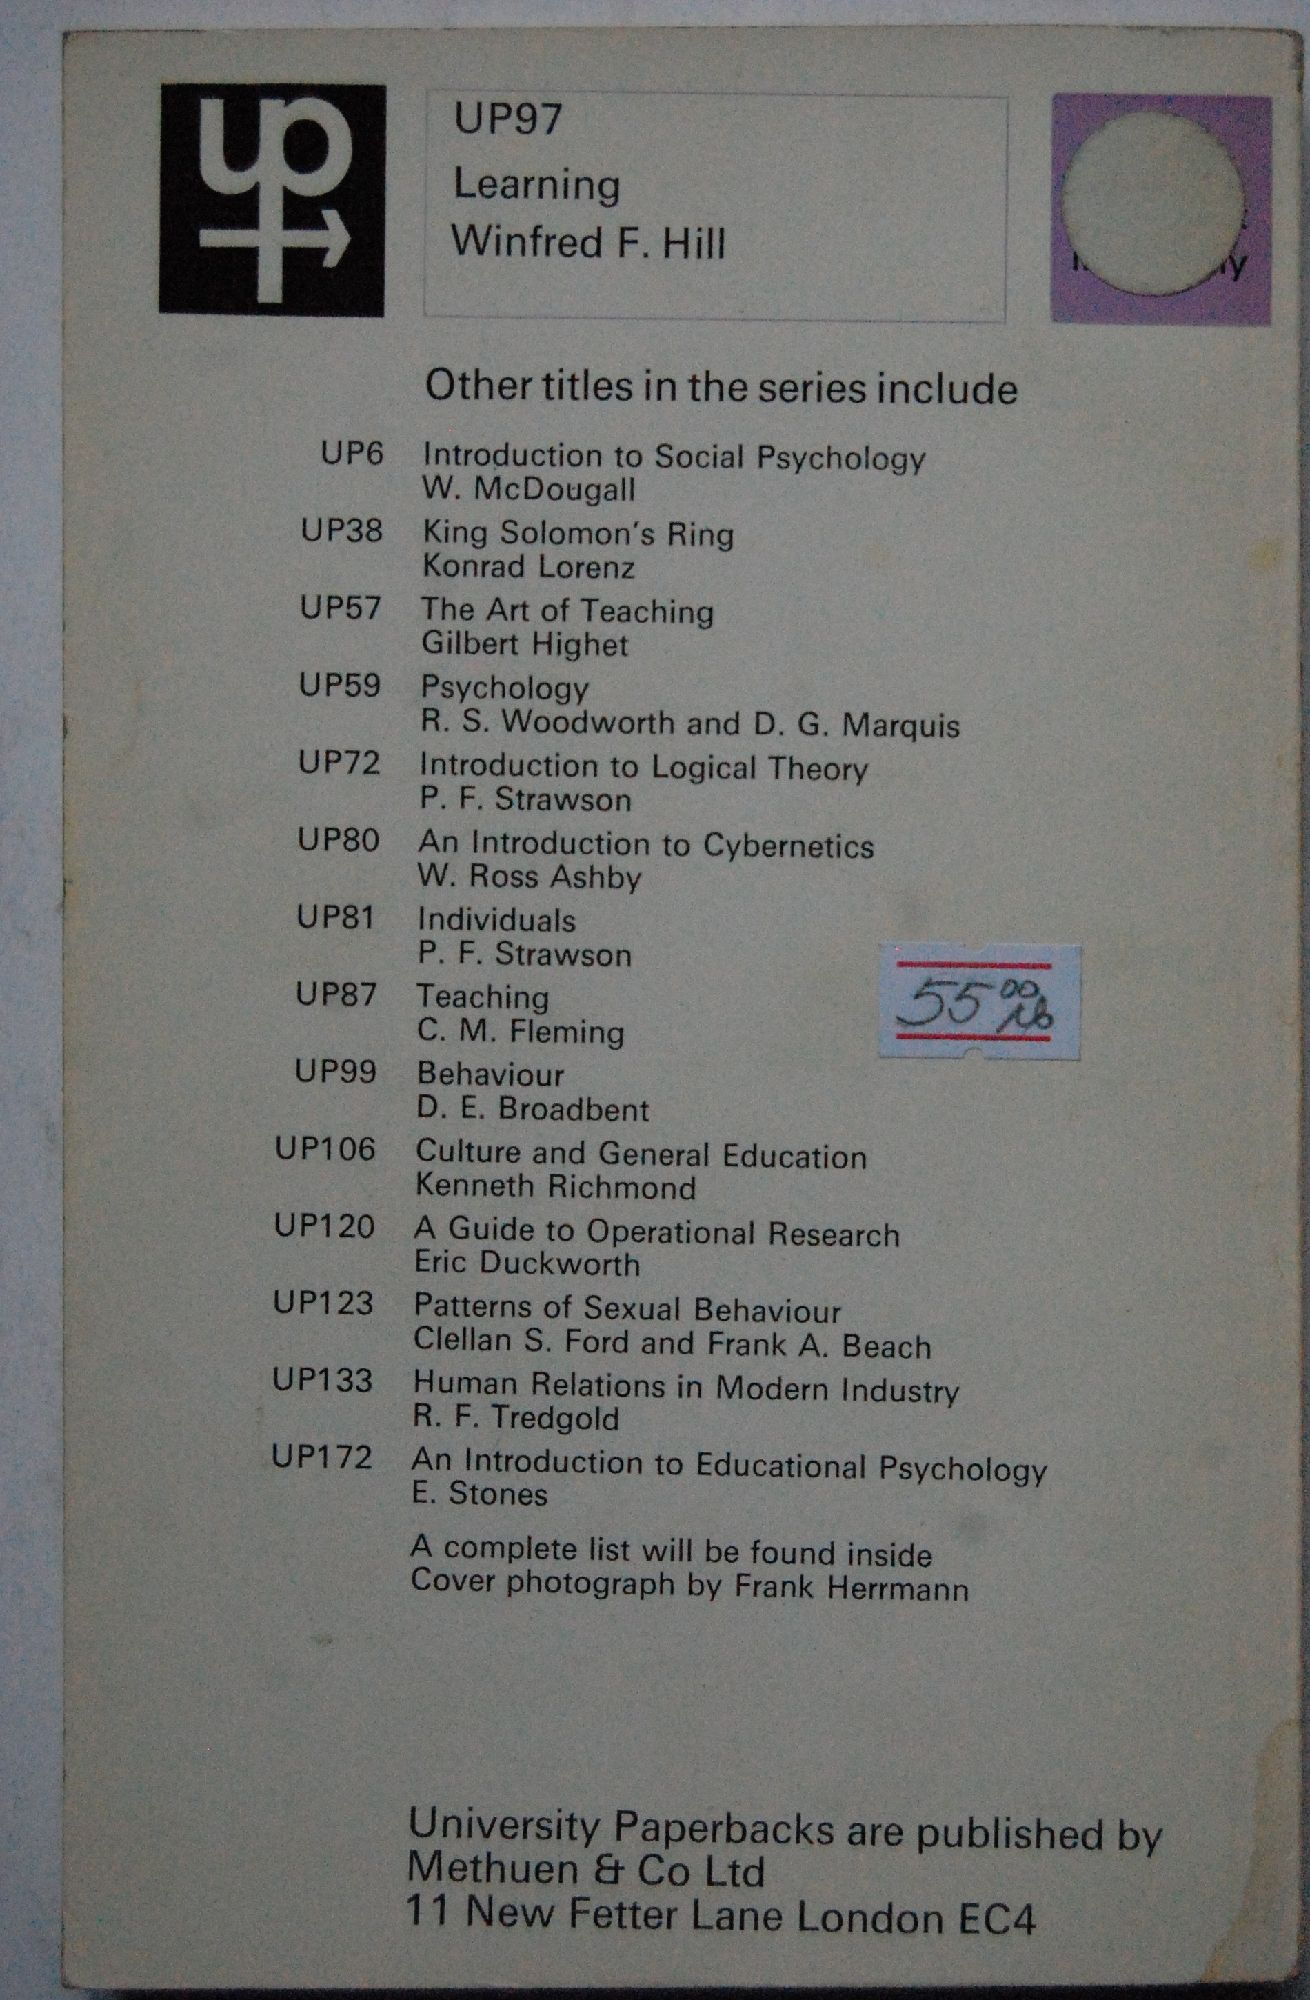 up
UP97
Learning
Winfred F. Hill
Other titles in the series include
UP6 Introduction to Social Psychology
W. McDougall
UP38 King Solomon's Ring
Konrad Lorenz
UP57 The Art of Teaching
Gilbert Highet
UP59 Psychology
R. S. Woodworth and D. G. Marquis
UP72 Introduction to Logical Theory
P. F. Strawson
UP80 An Introduction to Cybernetics
W. Ross Ashby
UP81 Individuals
P. F. Strawson
UP87 Teaching
C. M. Fleming
UP99 Behaviour
D. E. Broadbent
UP106 Culture and General Education
Kenneth Richmond
UP120 A Guide to Operational Research
Eric Duckworth
UP123 Patterns of Sexual Behaviour
Clellan S. Ford and Frank A. Beach
UP133 Human Relations in Modern Industry
R. F. Tredgold
UP172 An Introduction to Educational Psychology
E. Stones
A complete list will be found inside
Cover photograph by Frank Herrmann
55 00
University Paperbacks are published by
Methuen & Co Ltd
11 New Fetter Lane London EC4